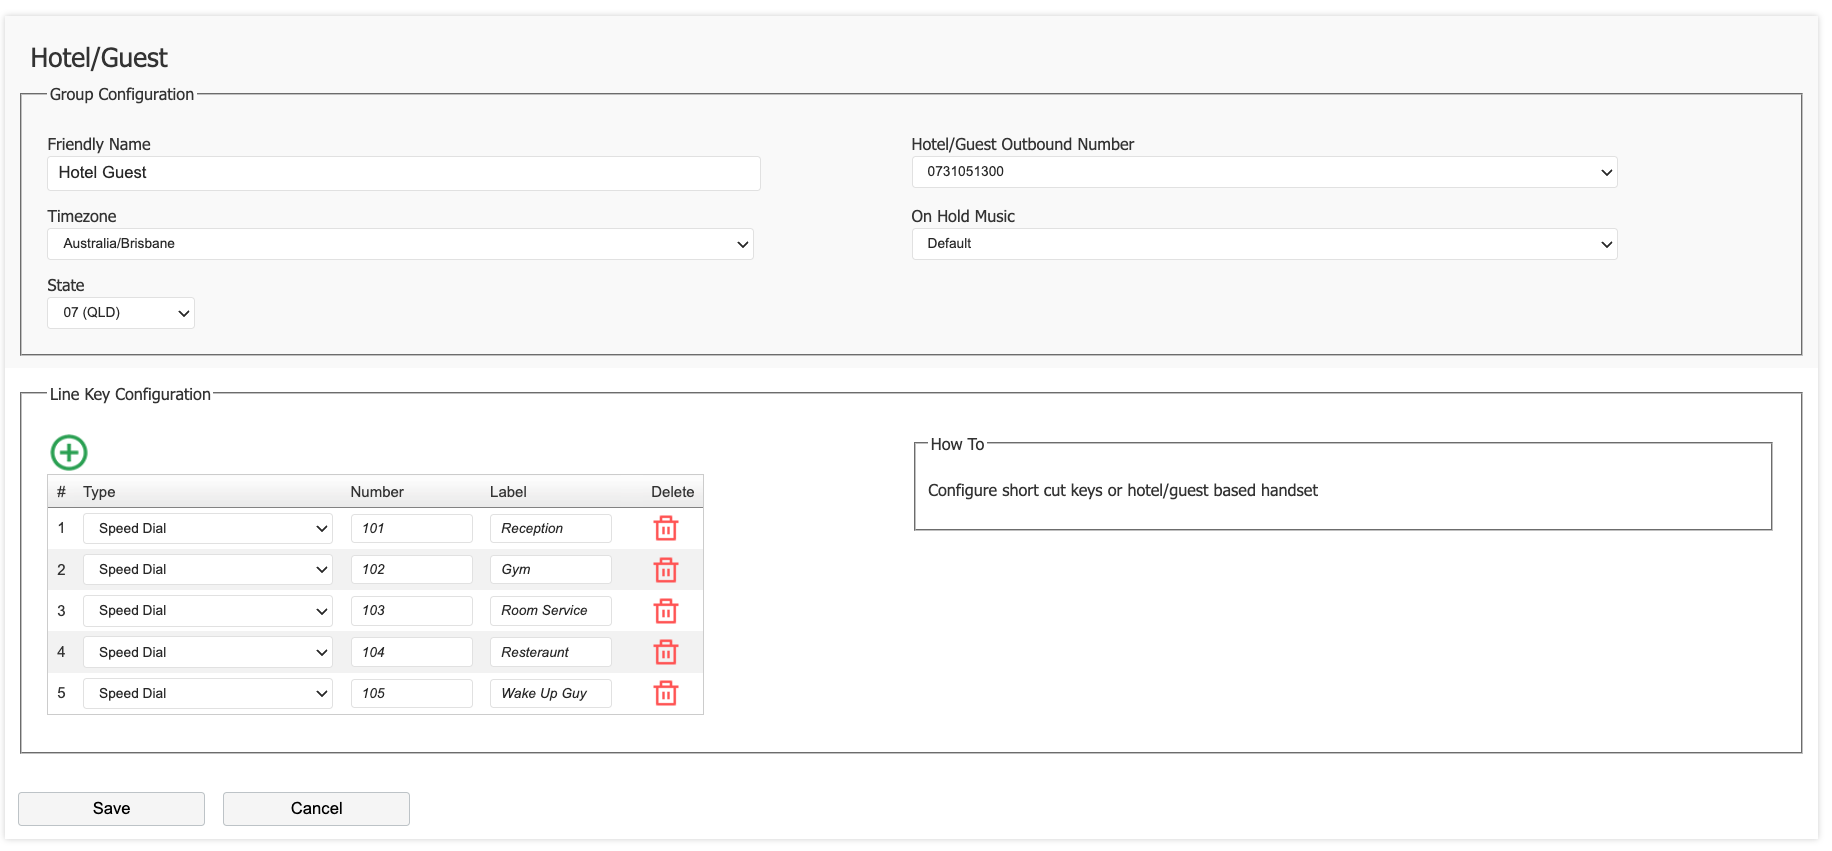 Hotel/Guest
Group Configuration
Friendly Name
Hotel Guest
Hotel/Guest Outbound Number
0731051300
Timezone
Australia/Brisbane
On Hold Music
Default
State
07 (QLD)
Line Key Configuration
# Type Number Label Delete
1 Speed Dial 101 Reception
2 Speed Dial 102 Gym
3 Speed Dial 103 Room Service
4 Speed Dial 104 Resteraunt
5 Speed Dial 105 Wake Up Guy
How To
Configure short cut keys or hotel/guest based handset
Save Cancel